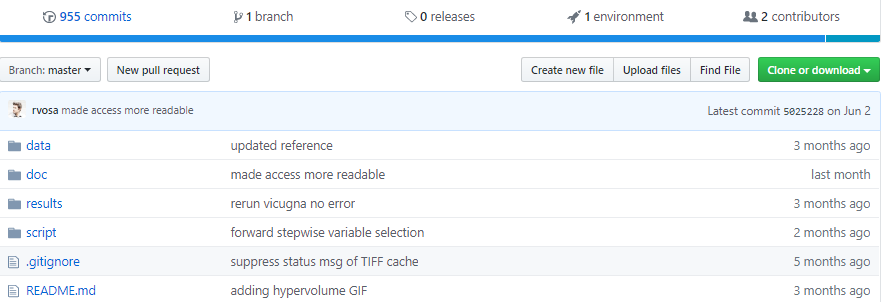 955 commits 1 branch 0 releases 1 environment 2 contributors
Branch: master New pull request Create new file Upload files Find File Clone or download
rvosa made access more readable Latest commit 5025228 on Jun 2
data updated reference 3 months ago
doc made access more readable last month
results rerun vicugna no error 3 months ago
script forward stepwise variable selection 2 months ago
.gitignore suppress status msg of TIFF cache 5 months ago
README.md adding hypervolume GIF 3 months ago